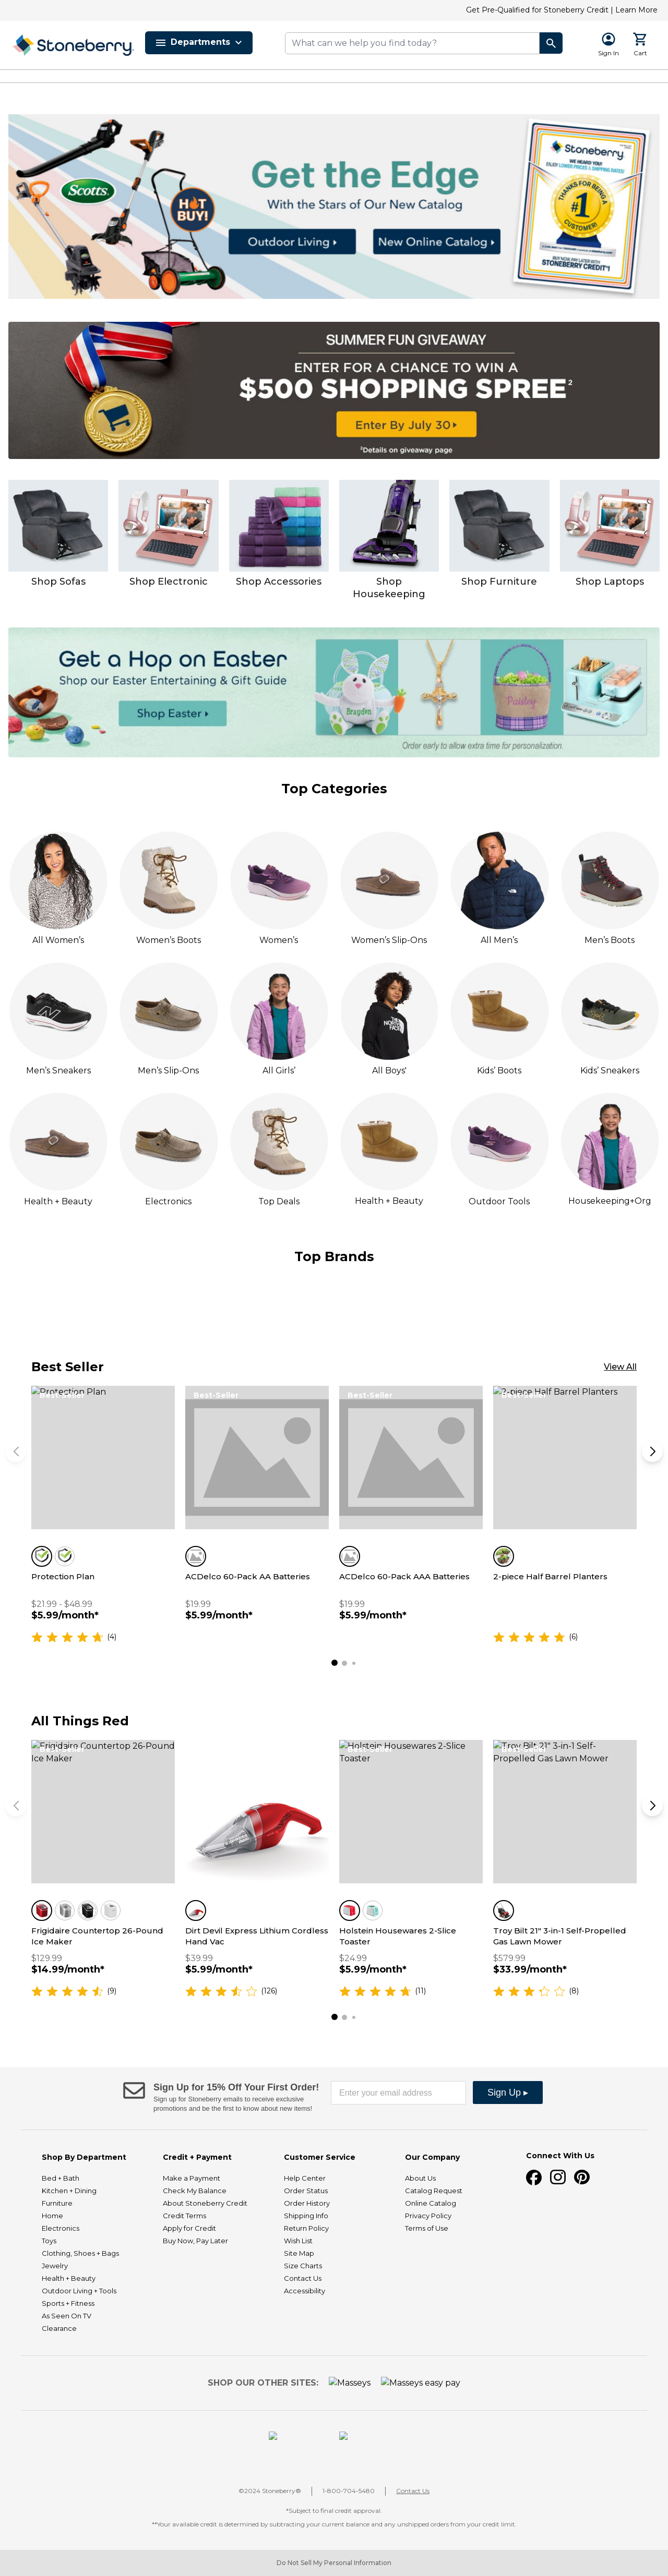 Get Pre-Qualified for Stoneberry Credit | Learn More
Stoneberry.
Departments
What can we help you find today?
Sign In
Cart
Scotts.
HOT BUY!
Get the Edge
With the Stars of Our New Catalog
Outdoor Living
New Online Catalog
Stoneberry
WE HEARD YOU!
ENJOY LOWER PRICES & SHIPPING RATES!
THANKS FOR BEING A
#1
CUSTOMER!
BUY NOW, PAY LATER WITH
STONEBERRY CREDIT*!
SUMMER FUN GIVEAWAY
ENTER FOR A CHANCE TO WIN A
$500 SHOPPING SPREE²
Enter By July 30
²Details on giveaway page
Shop Sofas
Shop Electronic
Shop Accessories
Shop Housekeeping
Shop Furniture
Shop Laptops
Get a Hop on Easter
Shop our Easter Entertaining & Gift Guide
Shop Easter
Brayden
Paisley
Order early to allow extra time for personalization.
Top Categories
All Women's
Women's Boots
Women's
Women's Slip-Ons
All Men's
Men's Boots
Men's Sneakers
Men's Slip-Ons
All Girls'
All Boys'
Kids' Boots
Kids' Sneakers
Health + Beauty
Electronics
Top Deals
Health + Beauty
Outdoor Tools
Housekeeping+Org
Top Brands
Best Seller
View All
Protection Plan
Best-Seller
Best-Seller
Best-Seller
2-piece Half Barrel Planters
Best-Seller
Protection Plan
$21.99 - $48.99
$5.99/month*
(4)
ACDelco 60-Pack AA Batteries
$19.99
$5.99/month*
ACDelco 60-Pack AAA Batteries
$19.99
$5.99/month*
2-piece Half Barrel Planters
(6)
All Things Red
Frigidaire Countertop 26-Pound Ice Maker
Best-Seller
Holstein Housewares 2-Slice Toaster
Best-Seller
Troy Bilt 21" 3-in-1 Self-Propelled Gas Lawn Mower
Best-Seller
Frigidaire Countertop 26-Pound Ice Maker
$129.99
$14.99/month*
(9)
Dirt Devil Express Lithium Cordless Hand Vac
$39.99
$5.99/month*
(126)
Holstein Housewares 2-Slice Toaster
$24.99
$5.99/month*
(11)
Troy Bilt 21" 3-in-1 Self-Propelled Gas Lawn Mower
$579.99
$33.99/month*
(8)
Sign Up for 15% Off Your First Order!
Sign up for Stoneberry emails to receive exclusive
promotions and be the first to know about new items!
Enter your email address
Sign Up ▸
Shop By Department
Bed + Bath
Kitchen + Dining
Furniture
Home
Electronics
Toys
Clothing, Shoes + Bags
Jewelry
Health + Beauty
Outdoor Living + Tools
Sports + Fitness
As Seen On TV
Clearance
Credit + Payment
Make a Payment
Check My Balance
About Stoneberry Credit
Credit Terms
Apply for Credit
Buy Now, Pay Later
Customer Service
Help Center
Order Status
Order History
Shipping Info
Return Policy
Wish List
Site Map
Size Charts
Contact Us
Accessibility
Our Company
About Us
Catalog Request
Online Catalog
Privacy Policy
Terms of Use
Connect With Us
SHOP OUR OTHER SITES:
Masseys
Masseys easy pay
©2024 Stoneberry®
1-800-704-5480
Contact Us
*Subject to final credit approval.
**Your available credit is determined by subtracting your current balance and any unshipped orders from your credit limit.
Do Not Sell My Personal Information